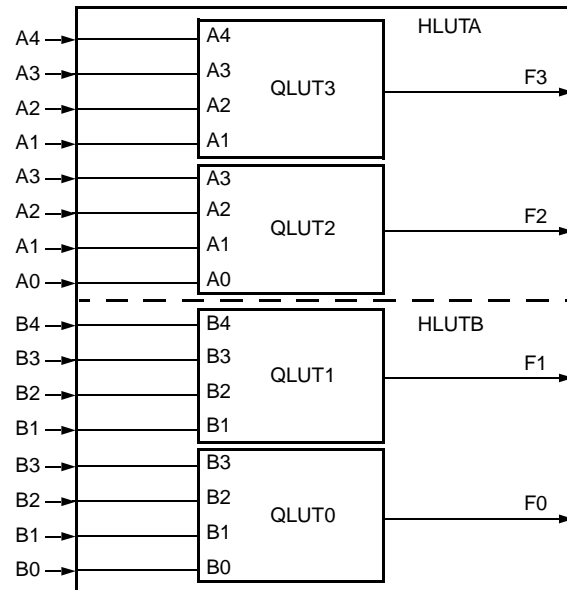 HLUTA
A4 A4
A3 A3
QLUT3 F3
A2 A2
A1 A1
A3 A3
A2 A2
QLUT2 F2
A1 A1
A0 A0
HLUTB
B4 B4
B3 B3
QLUT1 F1
B2 B2
B1 B1
B3 B3
B2 B2
QLUT0 F0
B1 B1
B0 B0